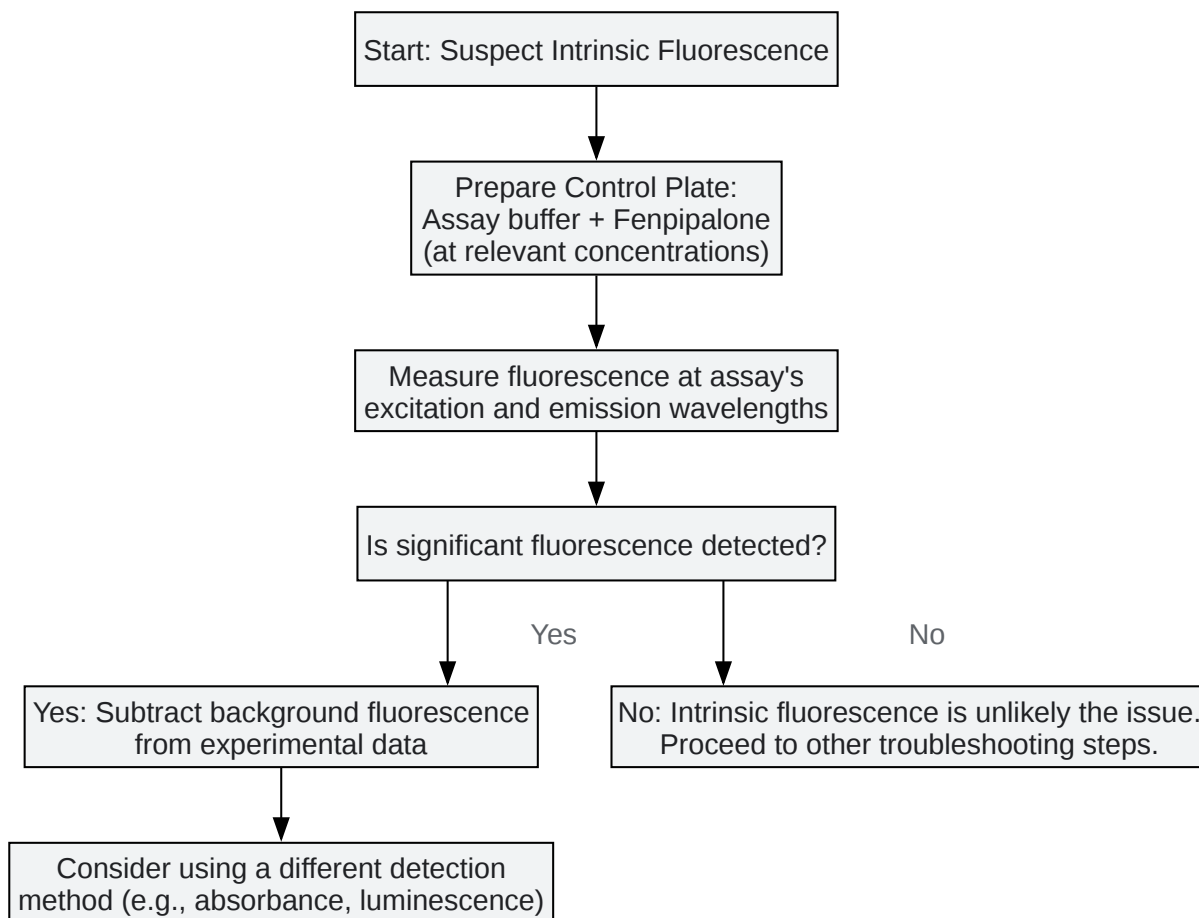 Start: Suspect Intrinsic Fluorescence
Prepare Control Plate:
Assay buffer + Fenpipalone
(at relevant concentrations)
Measure fluorescence at assay's
excitation and emission wavelengths
Is significant fluorescence detected?
Yes
No
Yes: Subtract background fluorescence
from experimental data
No: Intrinsic fluorescence is unlikely the issue.
Proceed to other troubleshooting steps.
Consider using a different detection
method (e.g., absorbance, luminescence)